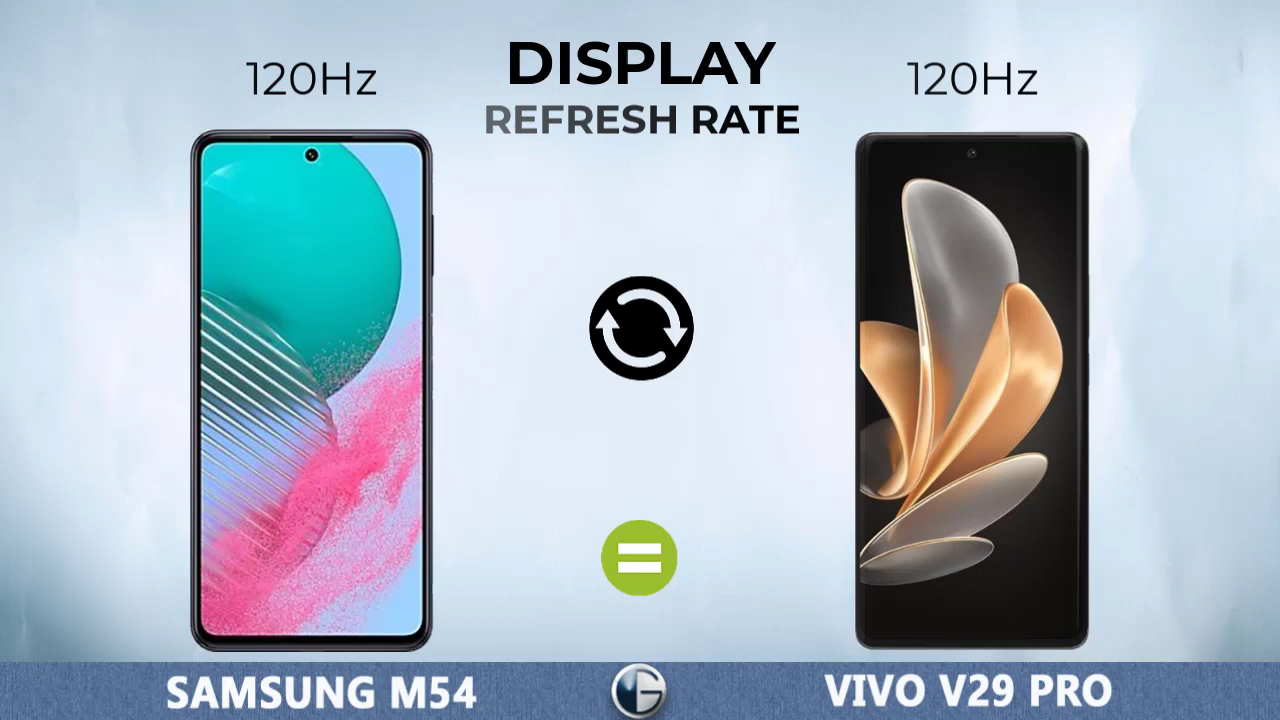 DISPLAY
REFRESH RATE
120Hz
120Hz
SAMSUNG M54
VIVO V29 PRO